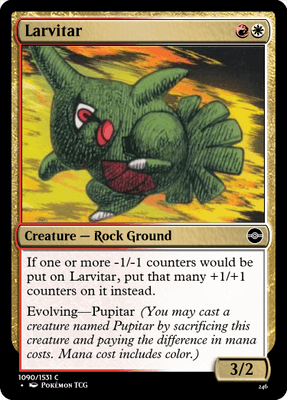 Larvitar
Creature — Rock Ground
If one or more -1/-1 counters would be
put on Larvitar, put that many +1/+1
counters on it instead.
Evolving—Pupitar (You may cast a
creature named Pupitar by sacrificing this
creature and paying the difference in mana
costs. Mana cost includes color.)
3/2
1090/1531 C
• Pokémon TCG
246